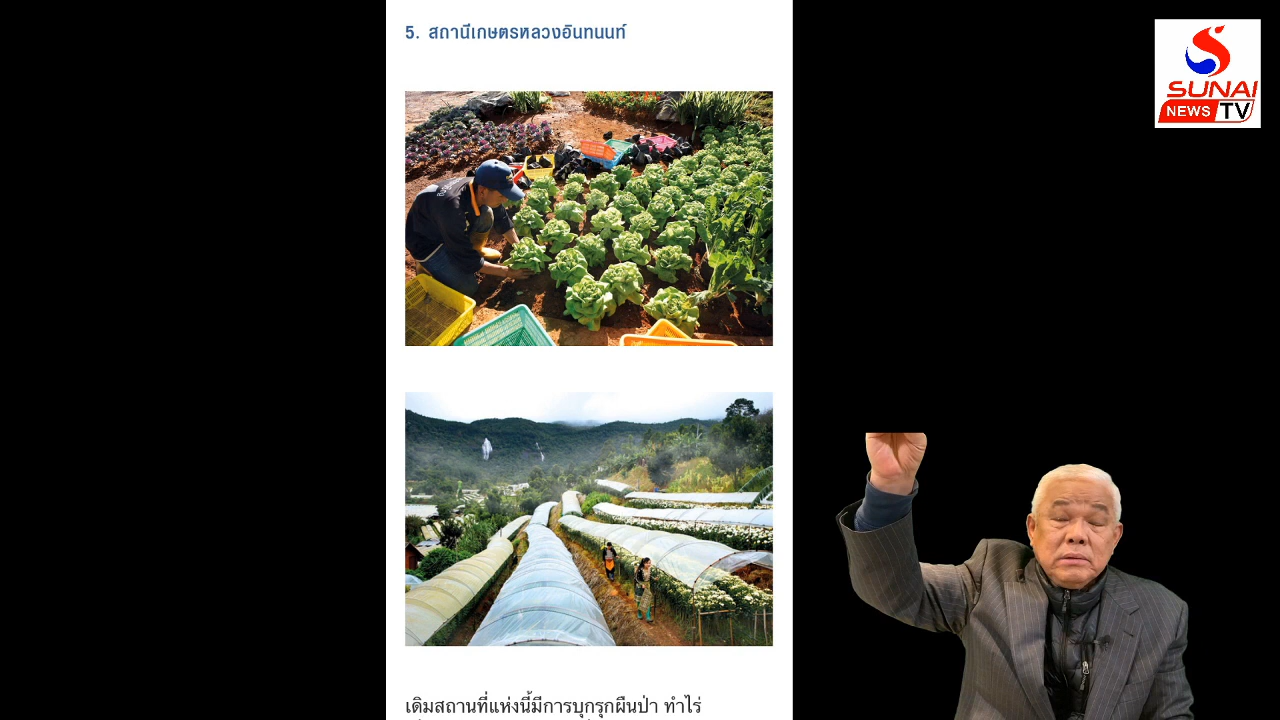 5. สถานีเกษตรหลวงอินทนนท์
SUNAI
NEWS TV
เดิมสถานที่แห่งนี้มีการบุกรุกผืนป่า ทำไร่